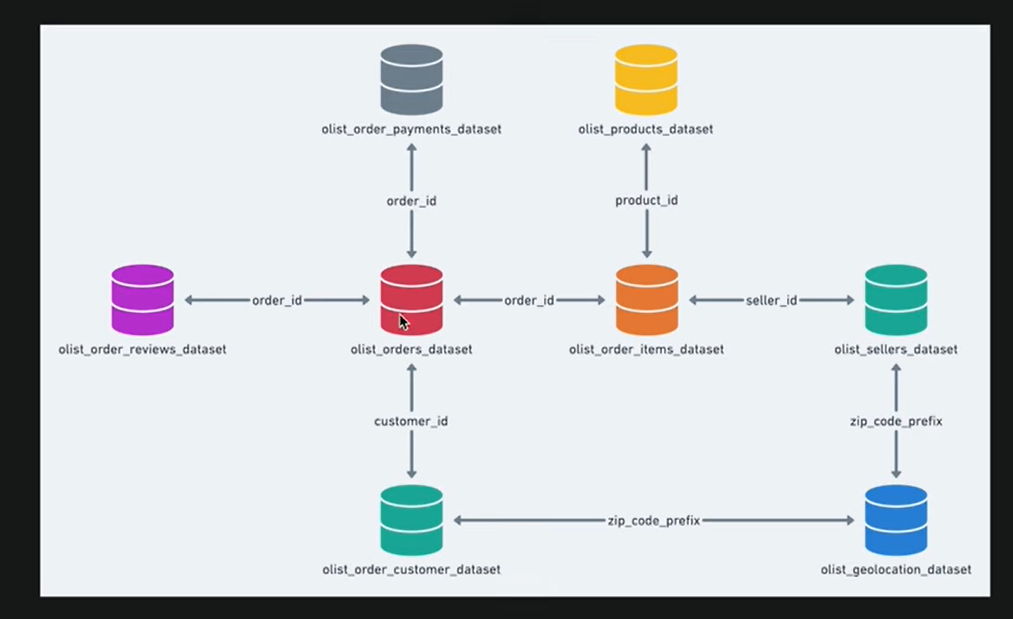 olist_order_payments_dataset
olist_products_dataset
order_id
product_id
order_id
order_id
seller_id
olist_order_reviews_dataset
olist_orders_dataset
olist_order_items_dataset
olist_sellers_dataset
customer_id
zip_code_prefix
zip_code_prefix
olist_order_customer_dataset
olist_geolocation_dataset